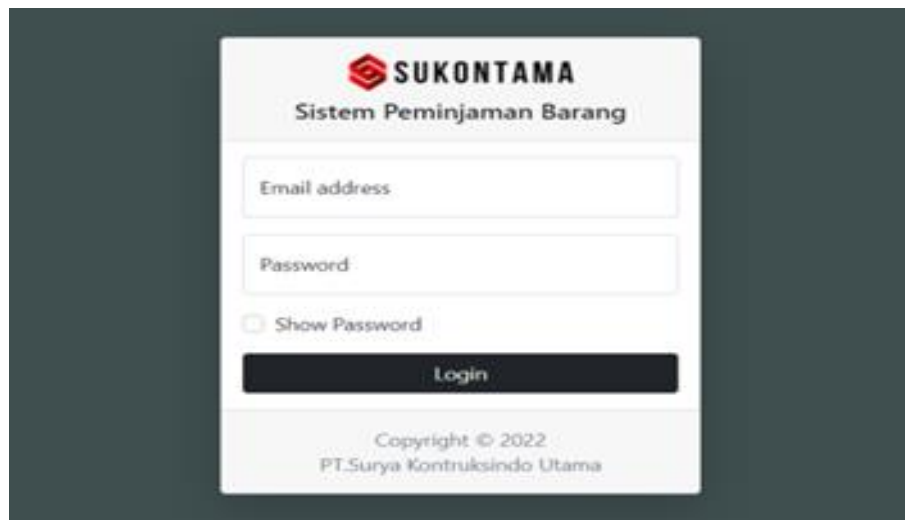 SUKONTAMA
Sistem Peminjaman Barang
Email address
Password
Show Password
Login
Copyright © 2022
PT.Surya Kontruksindo Utama